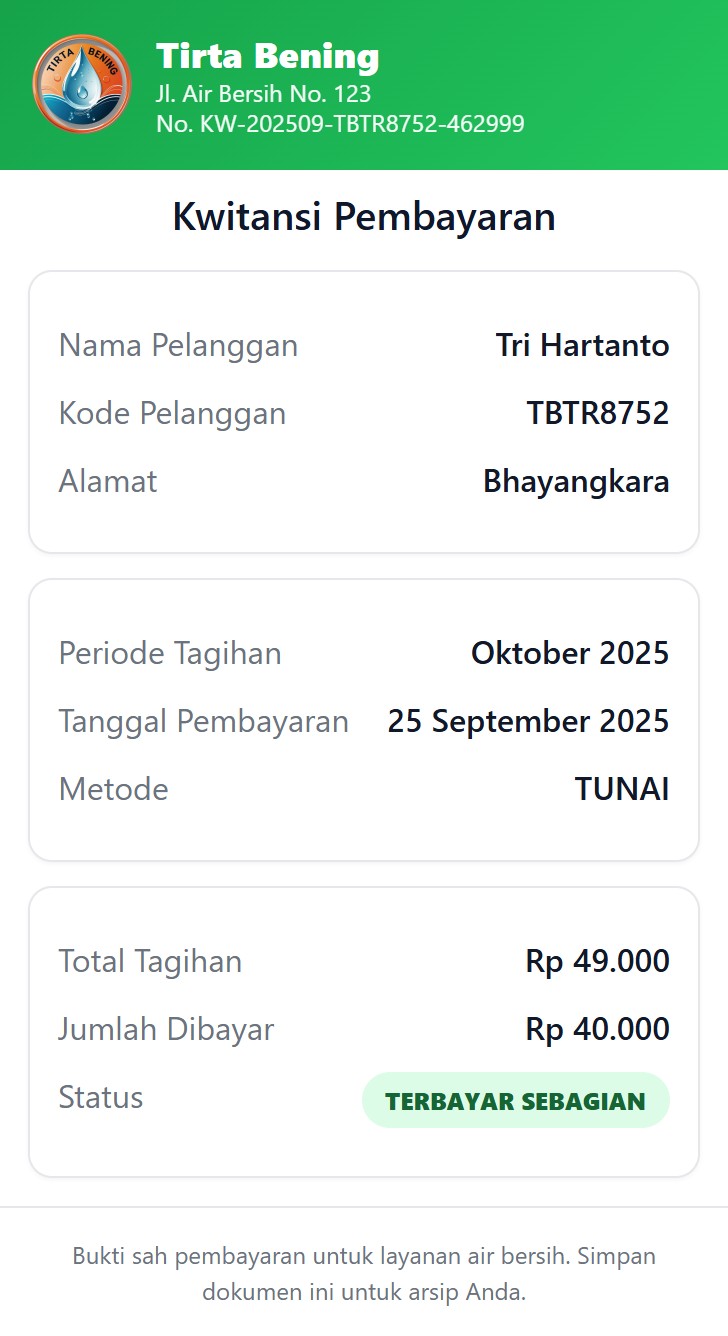 TIRTA BENING
Tirta Bening
Jl. Air Bersih No. 123
No. KW-202509-TBTR8752-462999
Kwitansi Pembayaran
Nama Pelanggan Tri Hartanto
Kode Pelanggan TBTR8752
Alamat Bhayangkara
Periode Tagihan Oktober 2025
Tanggal Pembayaran 25 September 2025
Metode TUNAI
Total Tagihan Rp 49.000
Jumlah Dibayar Rp 40.000
Status TERBAYAR SEBAGIAN
Bukti sah pembayaran untuk layanan air bersih. Simpan
dokumen ini untuk arsip Anda.